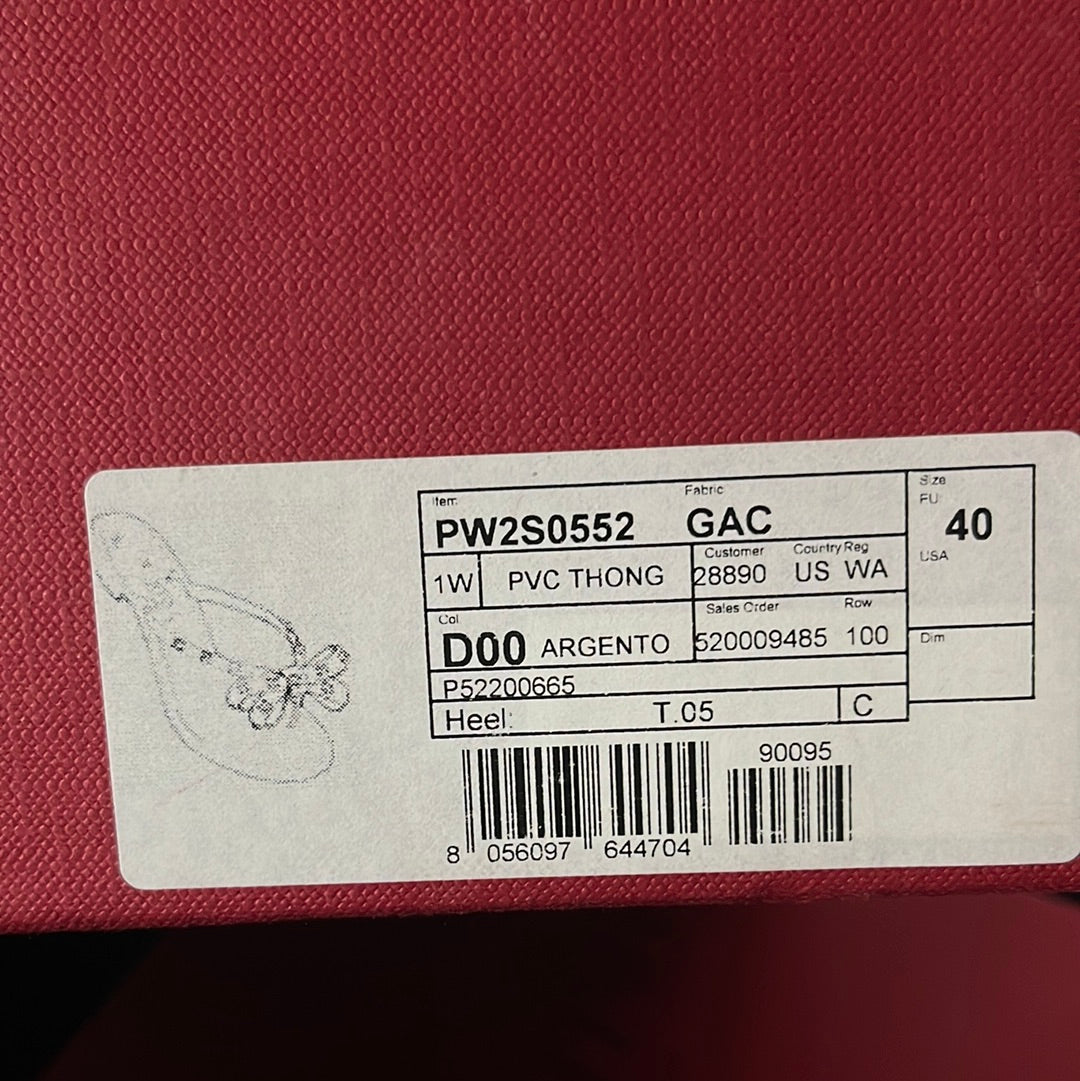 Item Fabric Size
PW2S0552 GAC FU 40
Customer Country Reg USA
1W PVC THONG 28890 US WA
Col Sales Order Row Dim
D00 ARGENTO 520009485 100
P52200665
Heel: T.05 C
90095
8 056097 644704